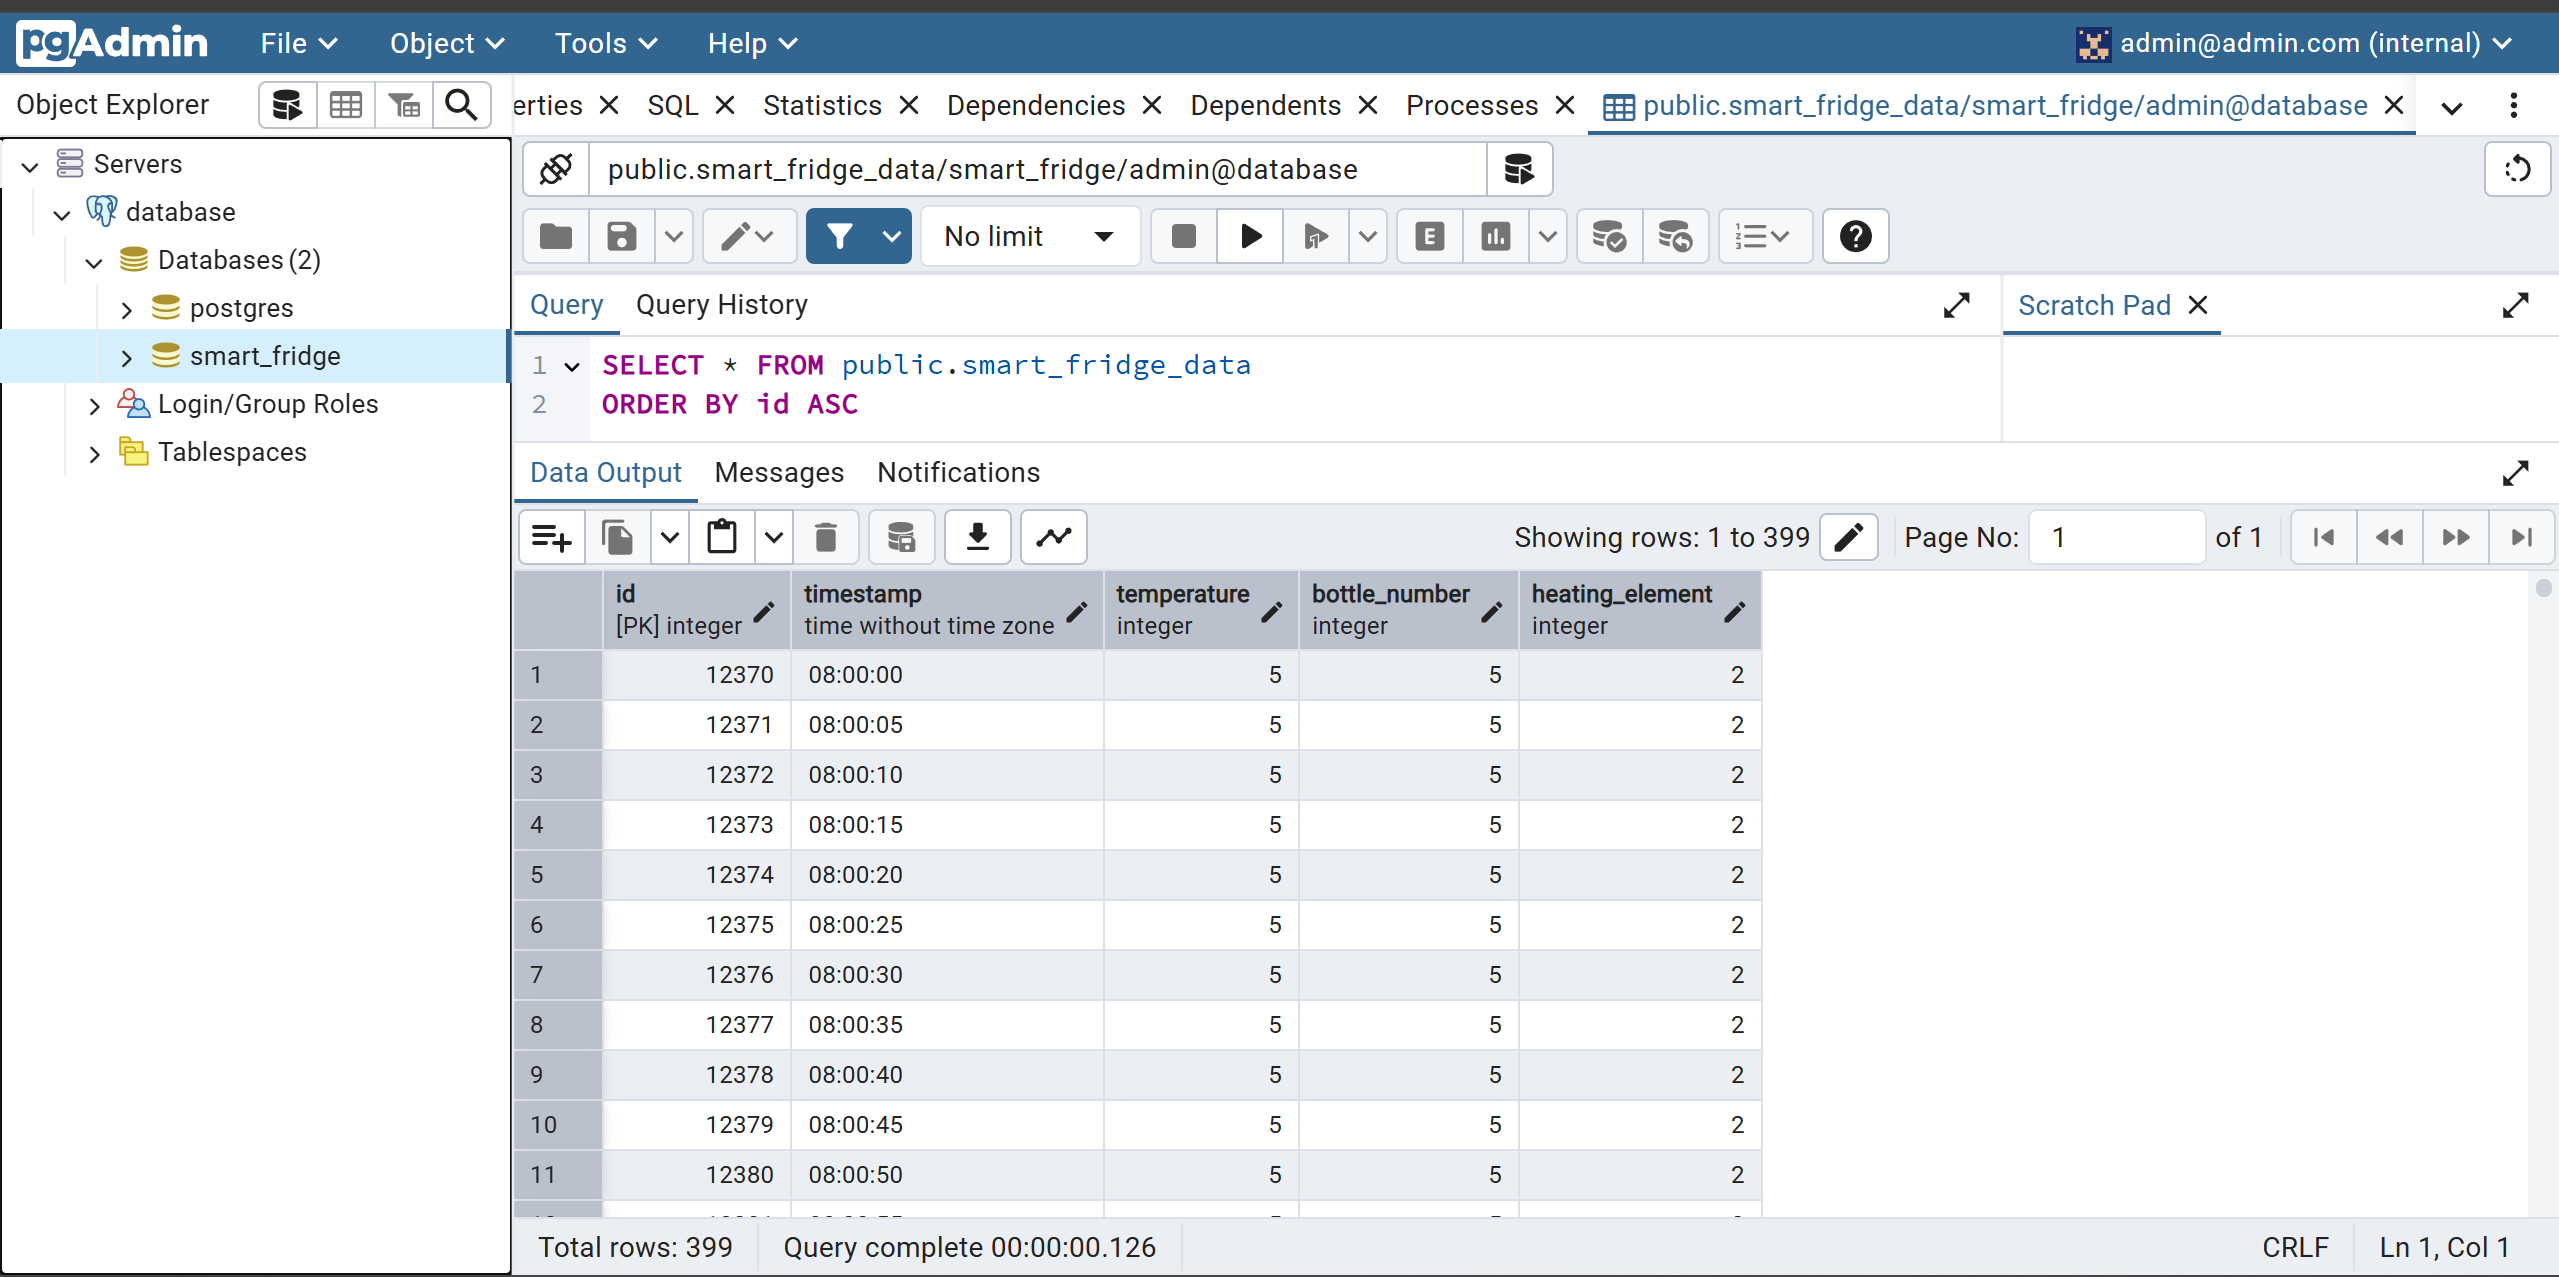 pgAdmin File Object Tools Help admin@admin.com (internal)
Object Explorer
erties SQL Statistics Dependencies Dependents Processes public.smart_fridge_data/smart_fridge/admin@database
Servers
database
Databases (2)
postgres
smart_fridge
Login/Group Roles
Tablespaces
public.smart_fridge_data/smart_fridge/admin@database
No limit
E
Query Query History
Scratch Pad
1 SELECT * FROM public.smart_fridge_data
2 ORDER BY id ASC
Data Output Messages Notifications
Showing rows: 1 to 399 Page No: 1 of 1
id timestamp temperature bottle_number heating_element
[PK] integer time without time zone integer integer integer
1 12370 08:00:00 5 5 2
2 12371 08:00:05 5 5 2
3 12372 08:00:10 5 5 2
4 12373 08:00:15 5 5 2
5 12374 08:00:20 5 5 2
6 12375 08:00:25 5 5 2
7 12376 08:00:30 5 5 2
8 12377 08:00:35 5 5 2
9 12378 08:00:40 5 5 2
10 12379 08:00:45 5 5 2
11 12380 08:00:50 5 5 2
Total rows: 399 Query complete 00:00:00.126 CRLF Ln 1, Col 1